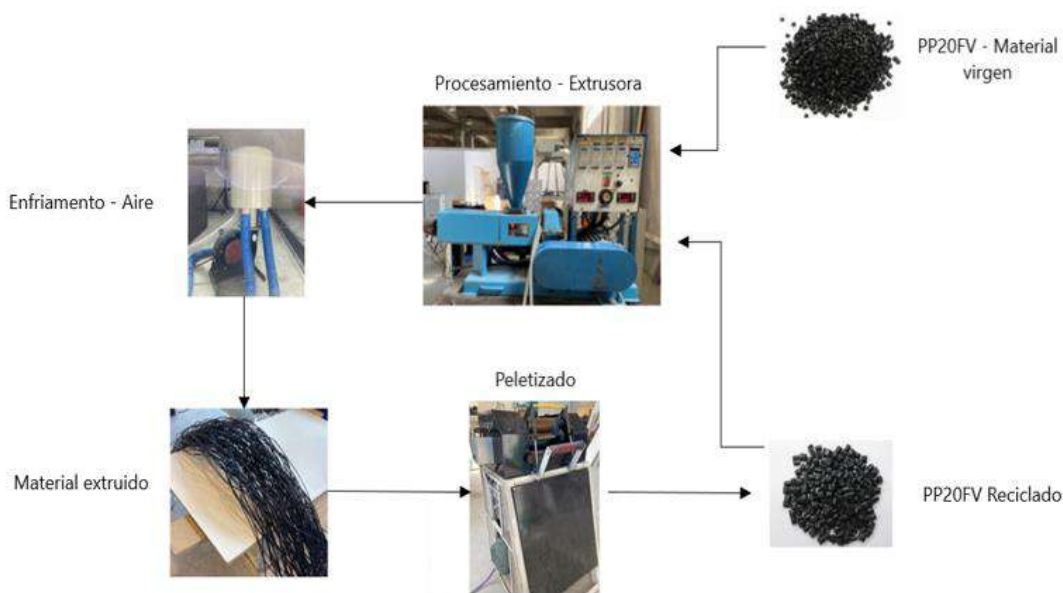 PP20FV - Material
virgen
Procesamiento - Extrusora
Enfriamento - Aire
Peletizado
Material extruido
PP20FV Reciclado